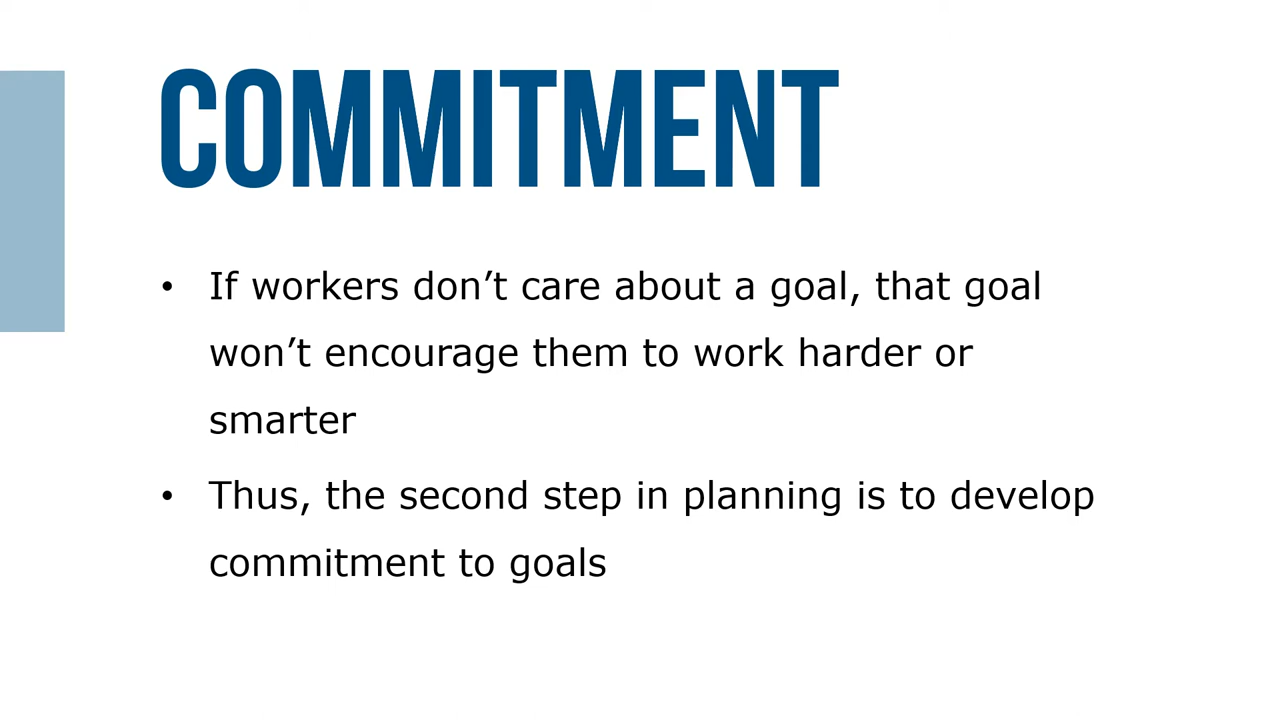 COMMITMENT
• If workers don’t care about a goal, that goal
won’t encourage them to work harder or
smarter
• Thus, the second step in planning is to develop
commitment to goals